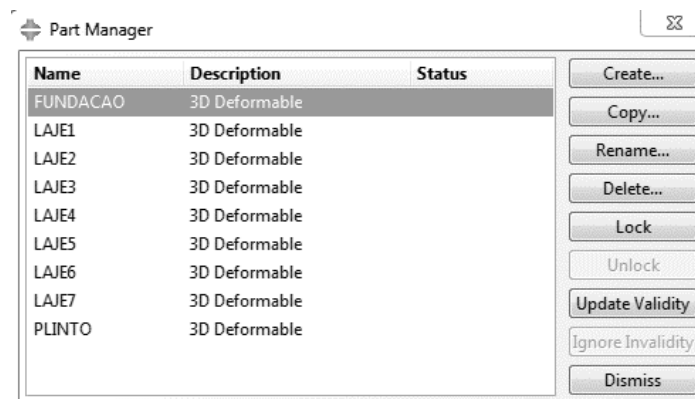 Part Manager
Name Description Status
FUNDACAO 3D Deformable
LAJE1 3D Deformable
LAJE2 3D Deformable
LAJE3 3D Deformable
LAJE4 3D Deformable
LAJE5 3D Deformable
LAJE6 3D Deformable
LAJE7 3D Deformable
PLINTO 3D Deformable
Create...
Copy...
Rename...
Delete...
Lock
Unlock
Update Validity
Ignore Invalidity
Dismiss